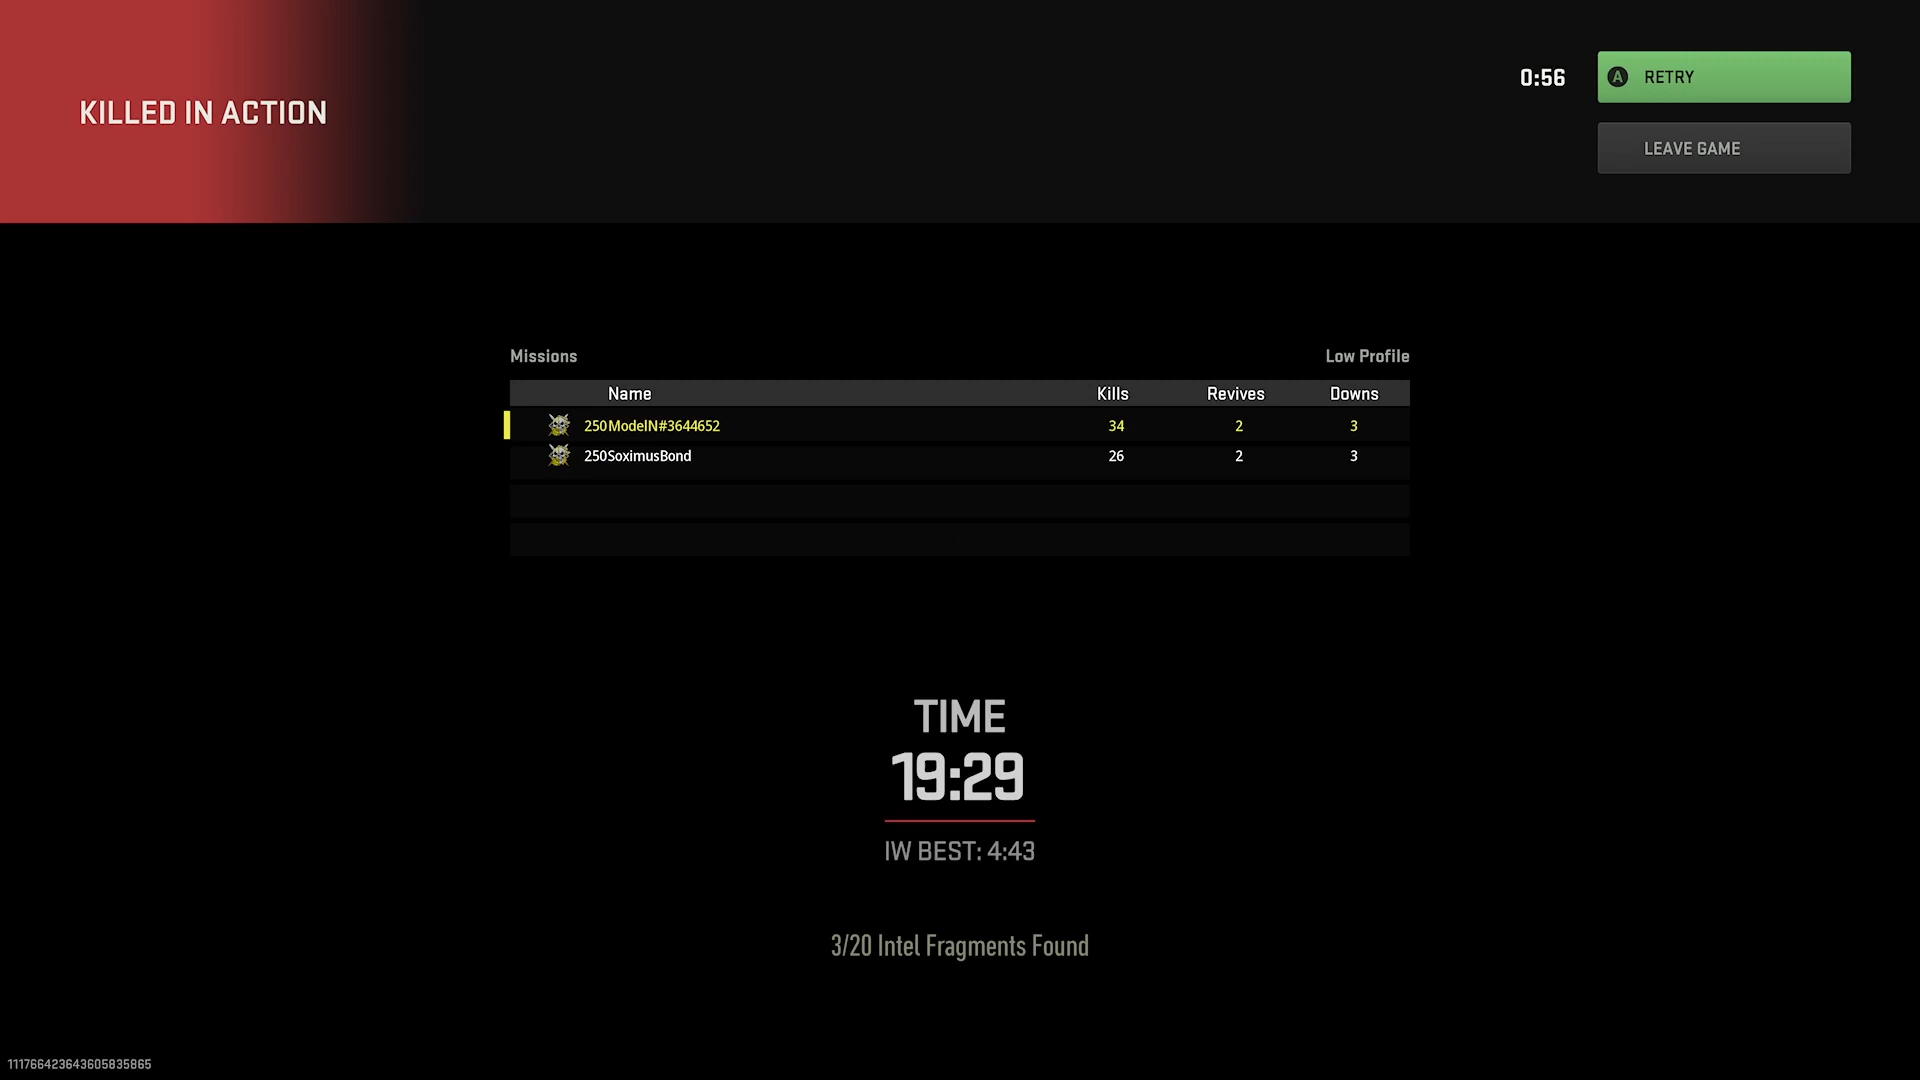 KILLED IN ACTION
0:56
A RETRY
LEAVE GAME
Missions Low Profile
Name Kills Revives Downs
250ModelN#3644652 34 2 3
250SoximusBond 26 2 3
TIME
19:29
IW BEST: 4:43
3/20 Intel Fragments Found
111766423643605835865